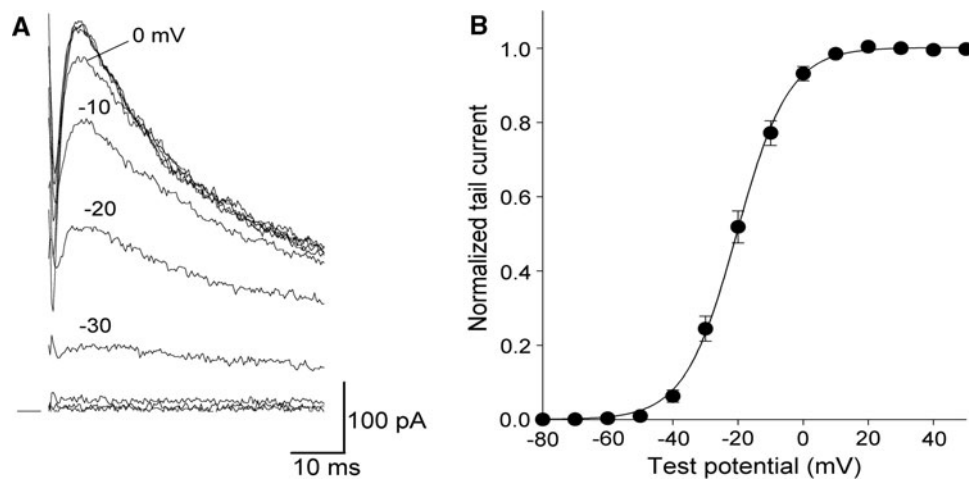 A
0 mV
-10
-20
-30
100 pA
10 ms
B
Normalized tail current
1.0
0.8
0.6
0.4
0.2
0.0
-80 -60 -40 -20 0 20 40
Test potential (mV)